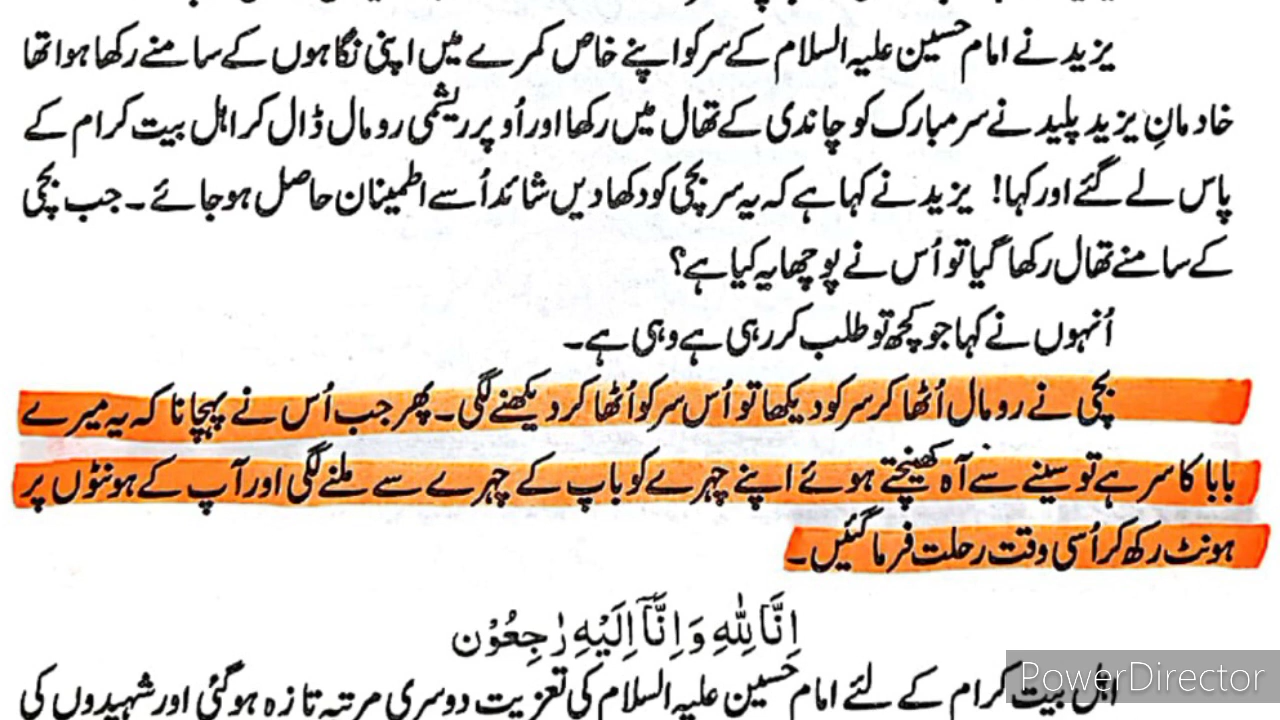 یزید نے امام حسین علیہ السلام کے سر کو اپنے خاص کمرے میں اپنی نگاہوں کے سامنے رکھا ہوا تھا
خادمانِ یزید پلید نے سر مبارک کو چاندی کے تھال میں رکھا اور اُوپر ریشمی رومال ڈال کر اہل بیت کرام کے
پاس لے گئے اور کہا! یزید نے کہا ہے کہ یہ سر بچی کو دکھا دیں شائد اُسے اطمینان حاصل ہو جائے۔ جب بچی
کے سامنے تھال رکھا گیا تو اُس نے پوچھا یہ کیا ہے؟
اُنہوں نے کہا جو کچھ تو طلب کر رہی ہے وہی ہے۔
بچی نے رومال اُٹھا کر سر کو دیکھا تو اُس سر کو اُٹھا کر دیکھنے لگی۔ پھر جب اُس نے پہچانا کہ یہ میرے
بابا کا سر ہے تو سینے سے آہ کھینچتے ہوئے اپنے چہرے کو باپ کے چہرے سے ملنے لگی اور آپ کے ہونٹوں پر
ہونٹ رکھ کر اُسی وقت رحلت فرما گئیں۔
اِنَّا لِلّٰهِ وَ اِنَّآ اِلَيْهِ رٰجِعُوْن
اہل بیت کرام کے لئے امام حسین علیہ السلام کی تعزیت دوسری مرتبہ تازہ ہو گئی اور شہیدوں کی
PowerDirector